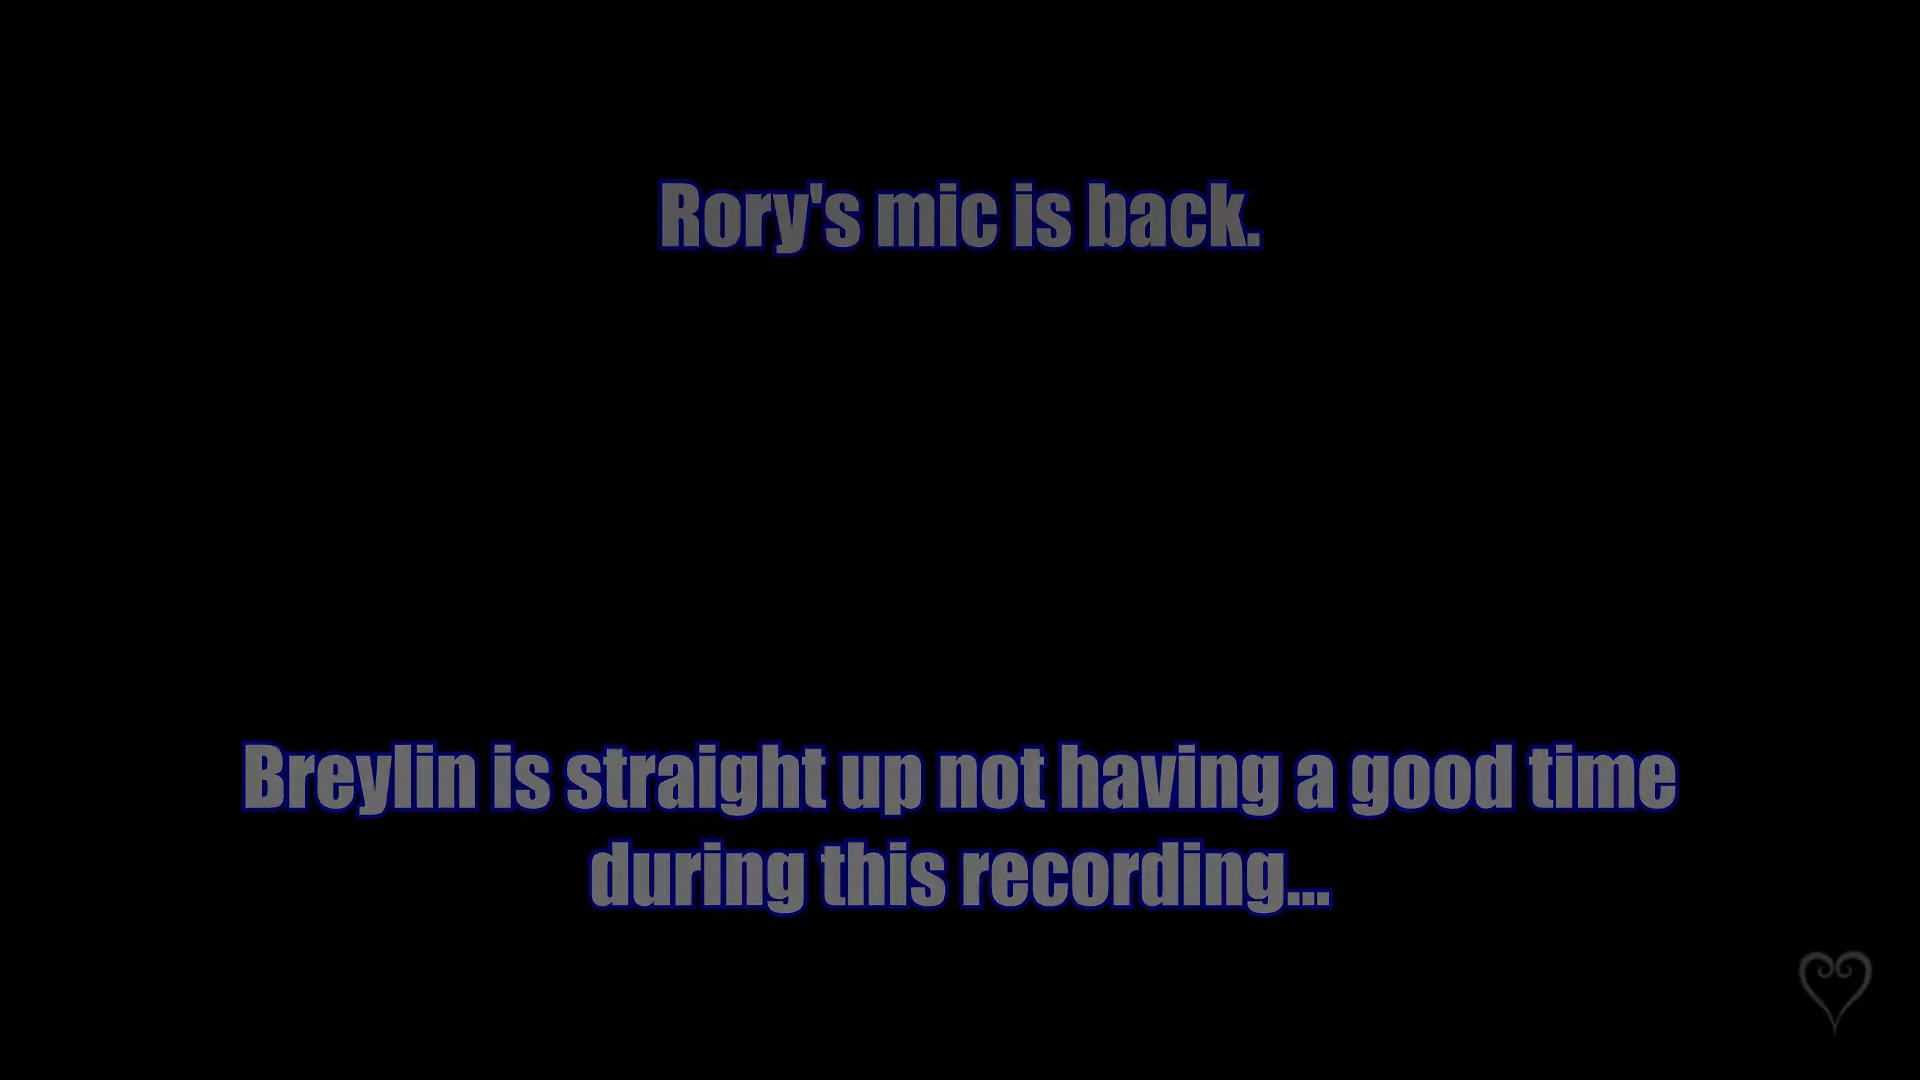 Rory's mic is back.
Breylin is straight up not having a good time
during this recording...